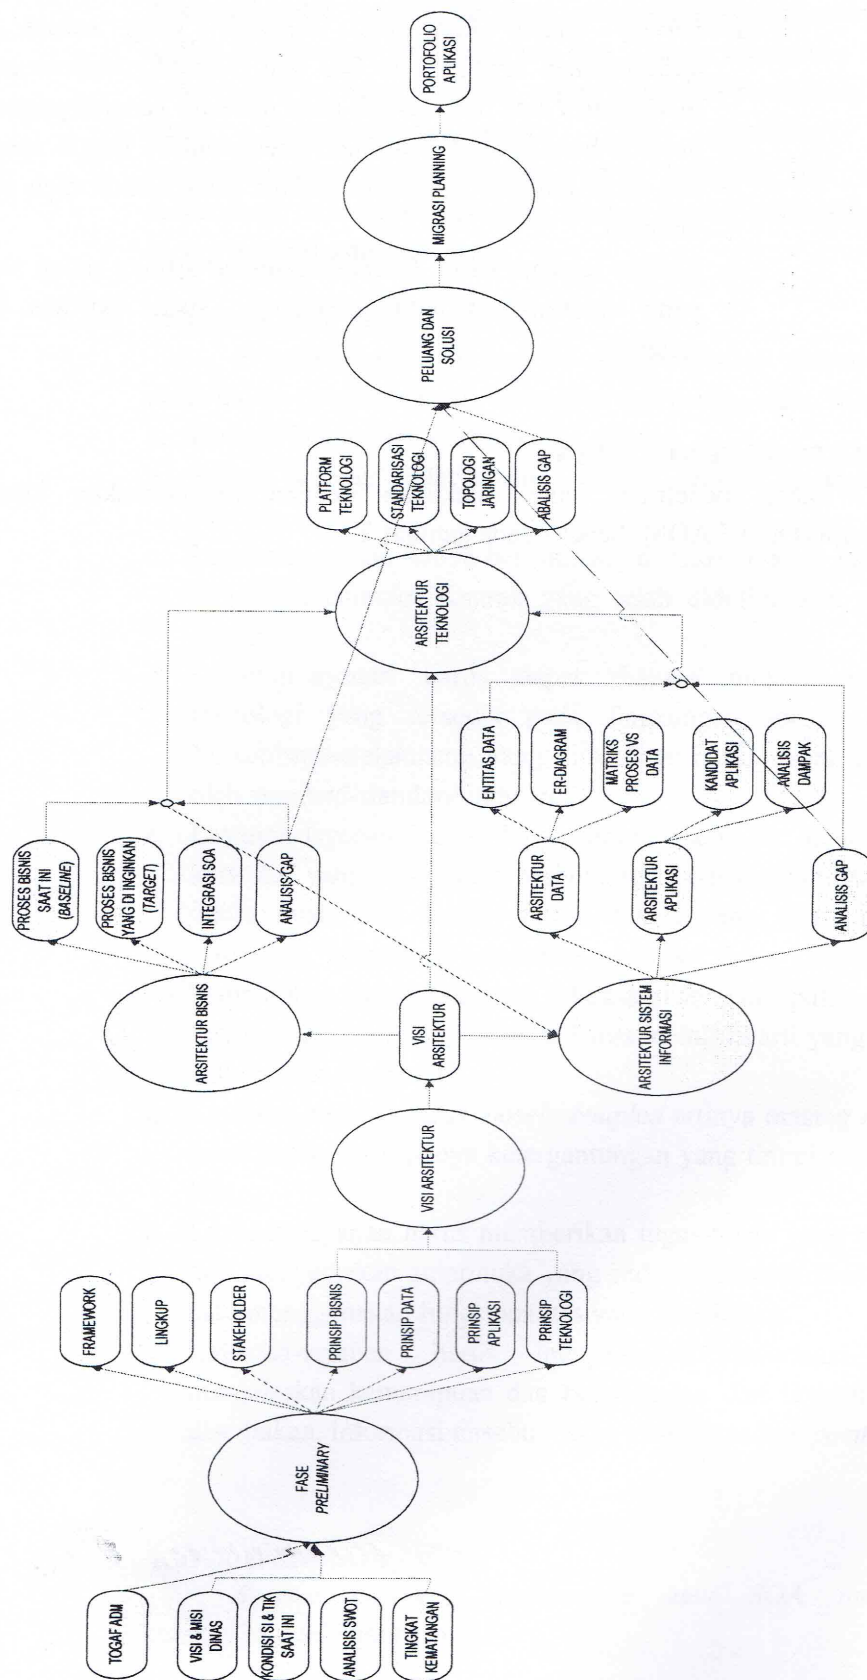 TOGAF ADM
VISI & MISI
DINAS
KONDISI SI & TIK
SAAT INI
ANALISIS SWOT
TINGKAT
KEMATANGAN
FASE
PRELIMINARY
FRAMEWORK
LINGKUP
STAKEHOLDER
PRINSIP BISNIS
PRINSIP DATA
PRINSIP
APLIKASI
PRINSIP
TEKNOLOGI
VISI ARSITEKTUR
VISI
ARSITEKTUR
ARSITEKTUR BISNIS
PROSES BISNIS
SAAT INI
(BASELINE)
PROSES BISNIS
YANG DI INGINKAN
(TARGET)
INTEGRASI SOA
ANALISIS GAP
ARSITEKTUR SISTEM
INFORMASI
ARSITEKTUR
DATA
ARSITEKTUR
APLIKASI
ANALISIS GAP
ENTITAS DATA
ER-DIAGRAM
MATRIKS
PROSES VS
DATA
KANDIDAT
APLIKASI
ANALISIS
DAMPAK
ARSITEKTUR
TEKNOLOGI
PLATFORM
TEKNOLOGI
STANDARISASI
TEKNOLOGI
TOPOLOGI
JARINGAN
ABALISIS GAP
PELUANG DAN
SOLUSI
MIGRASI PLANNING
PORTOFOLIO
APLIKASI